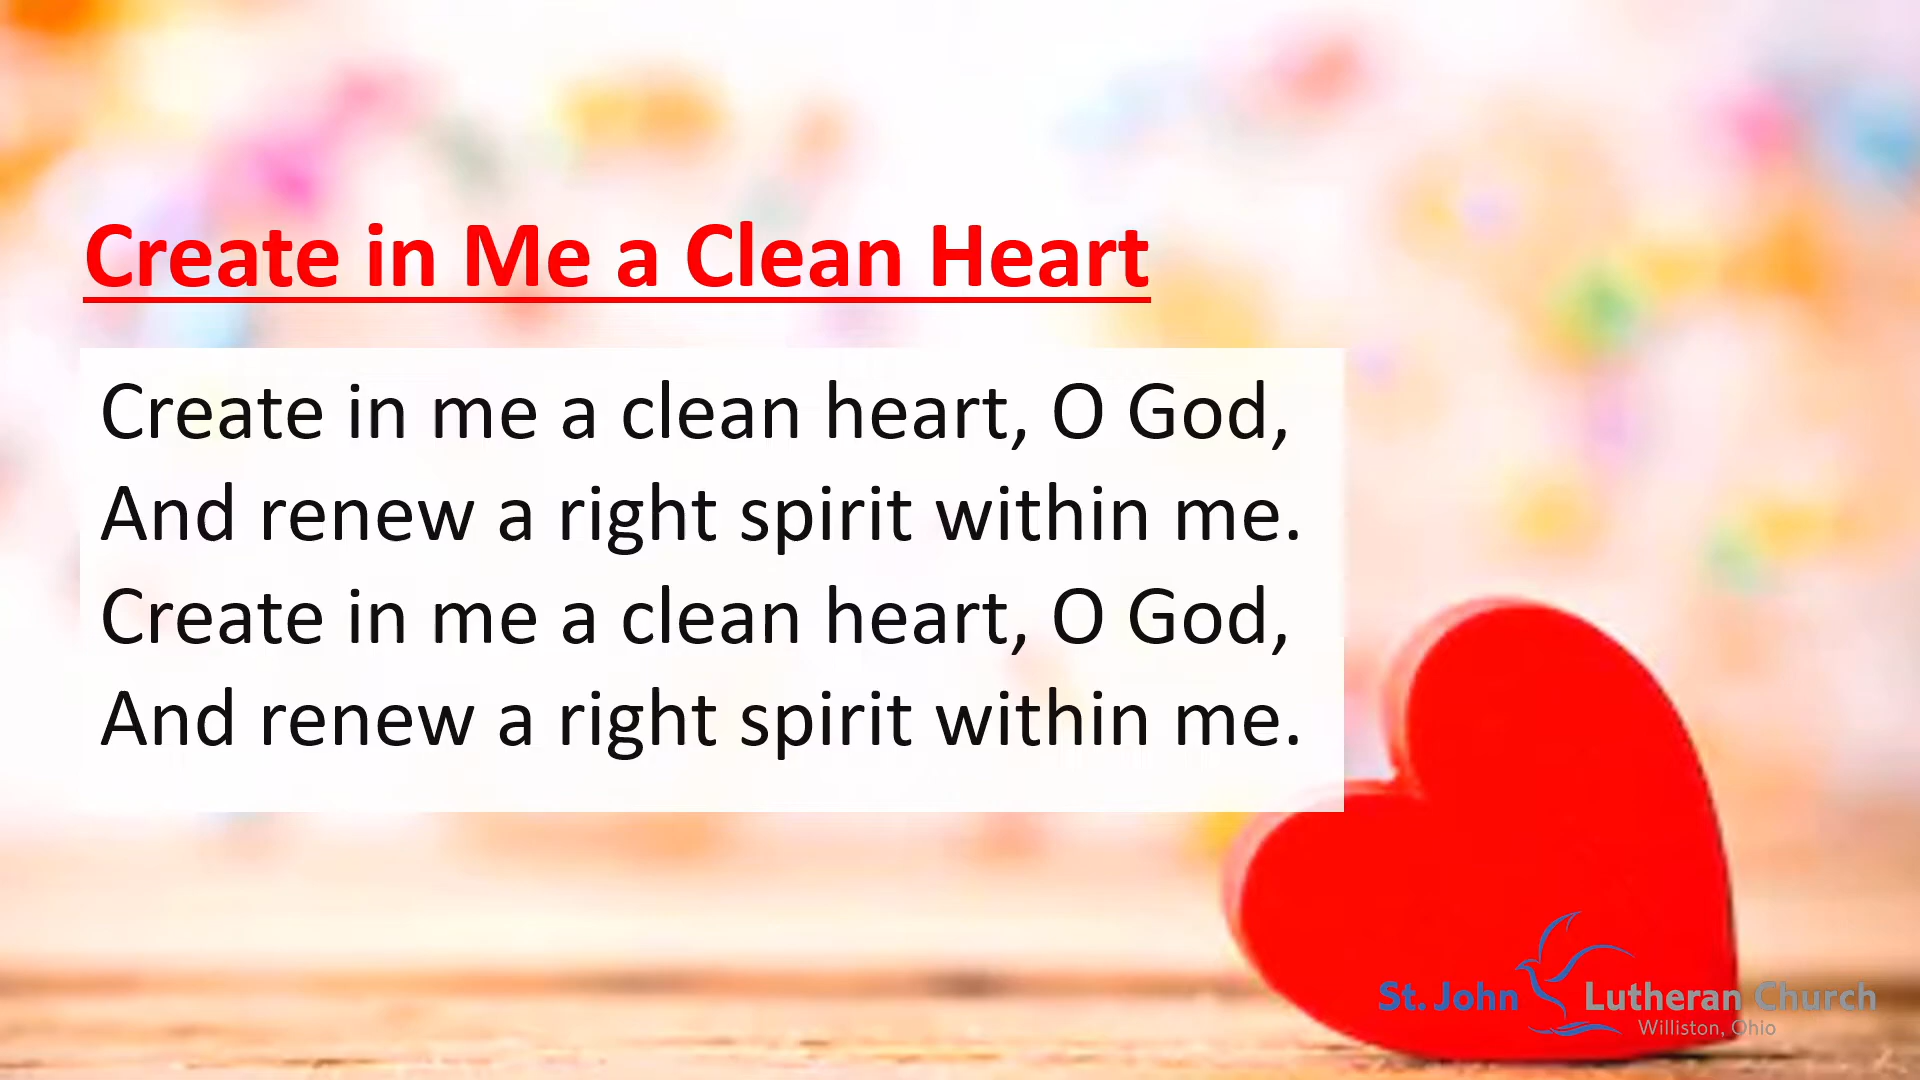 Create in Me a Clean Heart
Create in me a clean heart, O God,
And renew a right spirit within me.
Create in me a clean heart, O God,
And renew a right spirit within me.
St. John Lutheran Church
Williston, Ohio